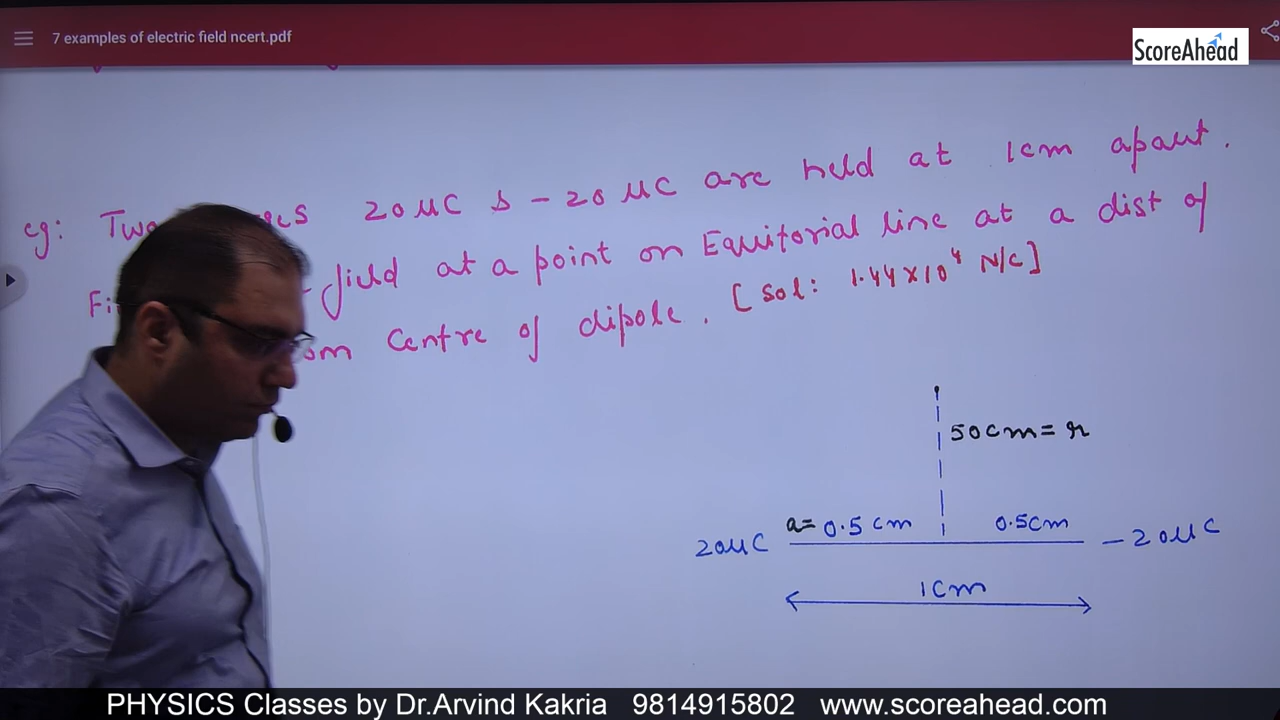 7 examples of electric field ncert.pdf
ScoreAhead
eg: Two 20 μC & - 20 μC are held at 1cm apart.
field at a point on Equitorial line at a dist of
Centre of dipole. [Sol: 1.44×10⁴ N/C]
50cm = r
a= 0.5 cm 0.5cm
20μC - 20μC
1cm
PHYSICS Classes by Dr.Arvind Kakria 9814915802 www.scoreahead.com